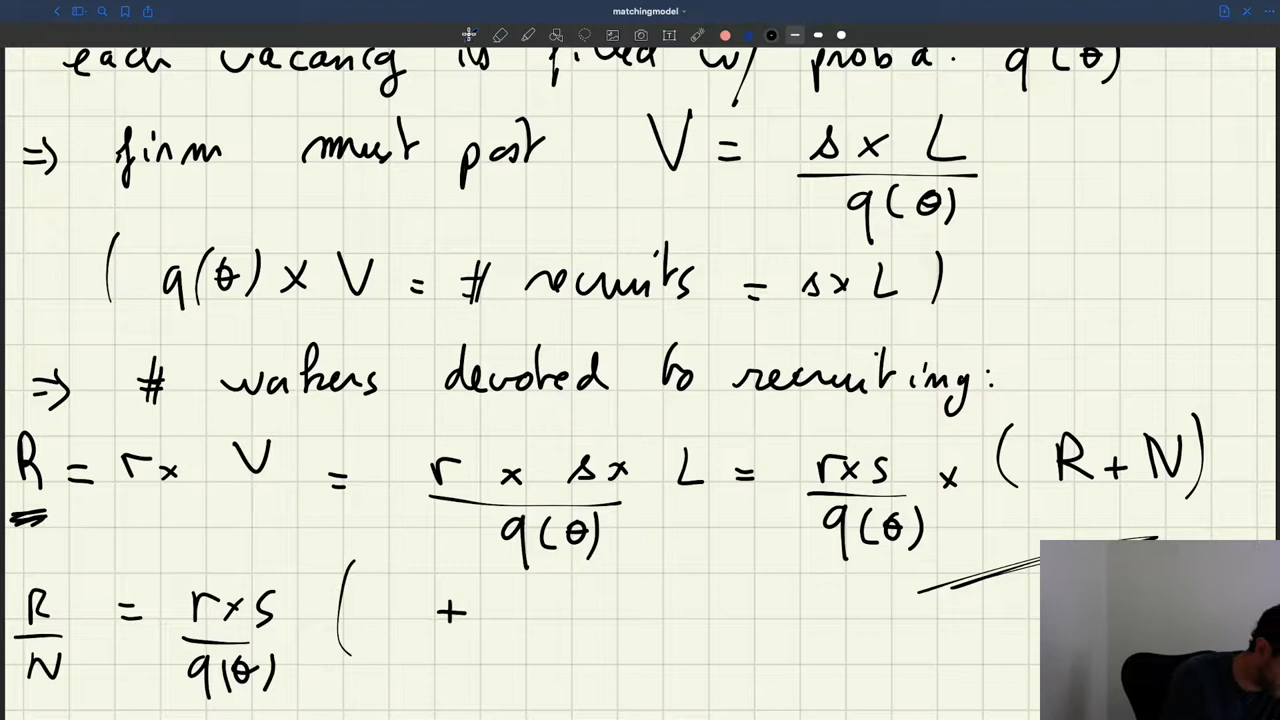 matchingmodel
each vacancy is filled w/ proba. q(θ)
⇒ firm must post V = s x L / q(θ)
( q(θ) x V = # recruits = s x L )
⇒ # workers devoted to recruiting:
R = r x V = r x s x L / q(θ) = r x s / q(θ) x ( R + N )
R / N = r x s / q(θ) ( +